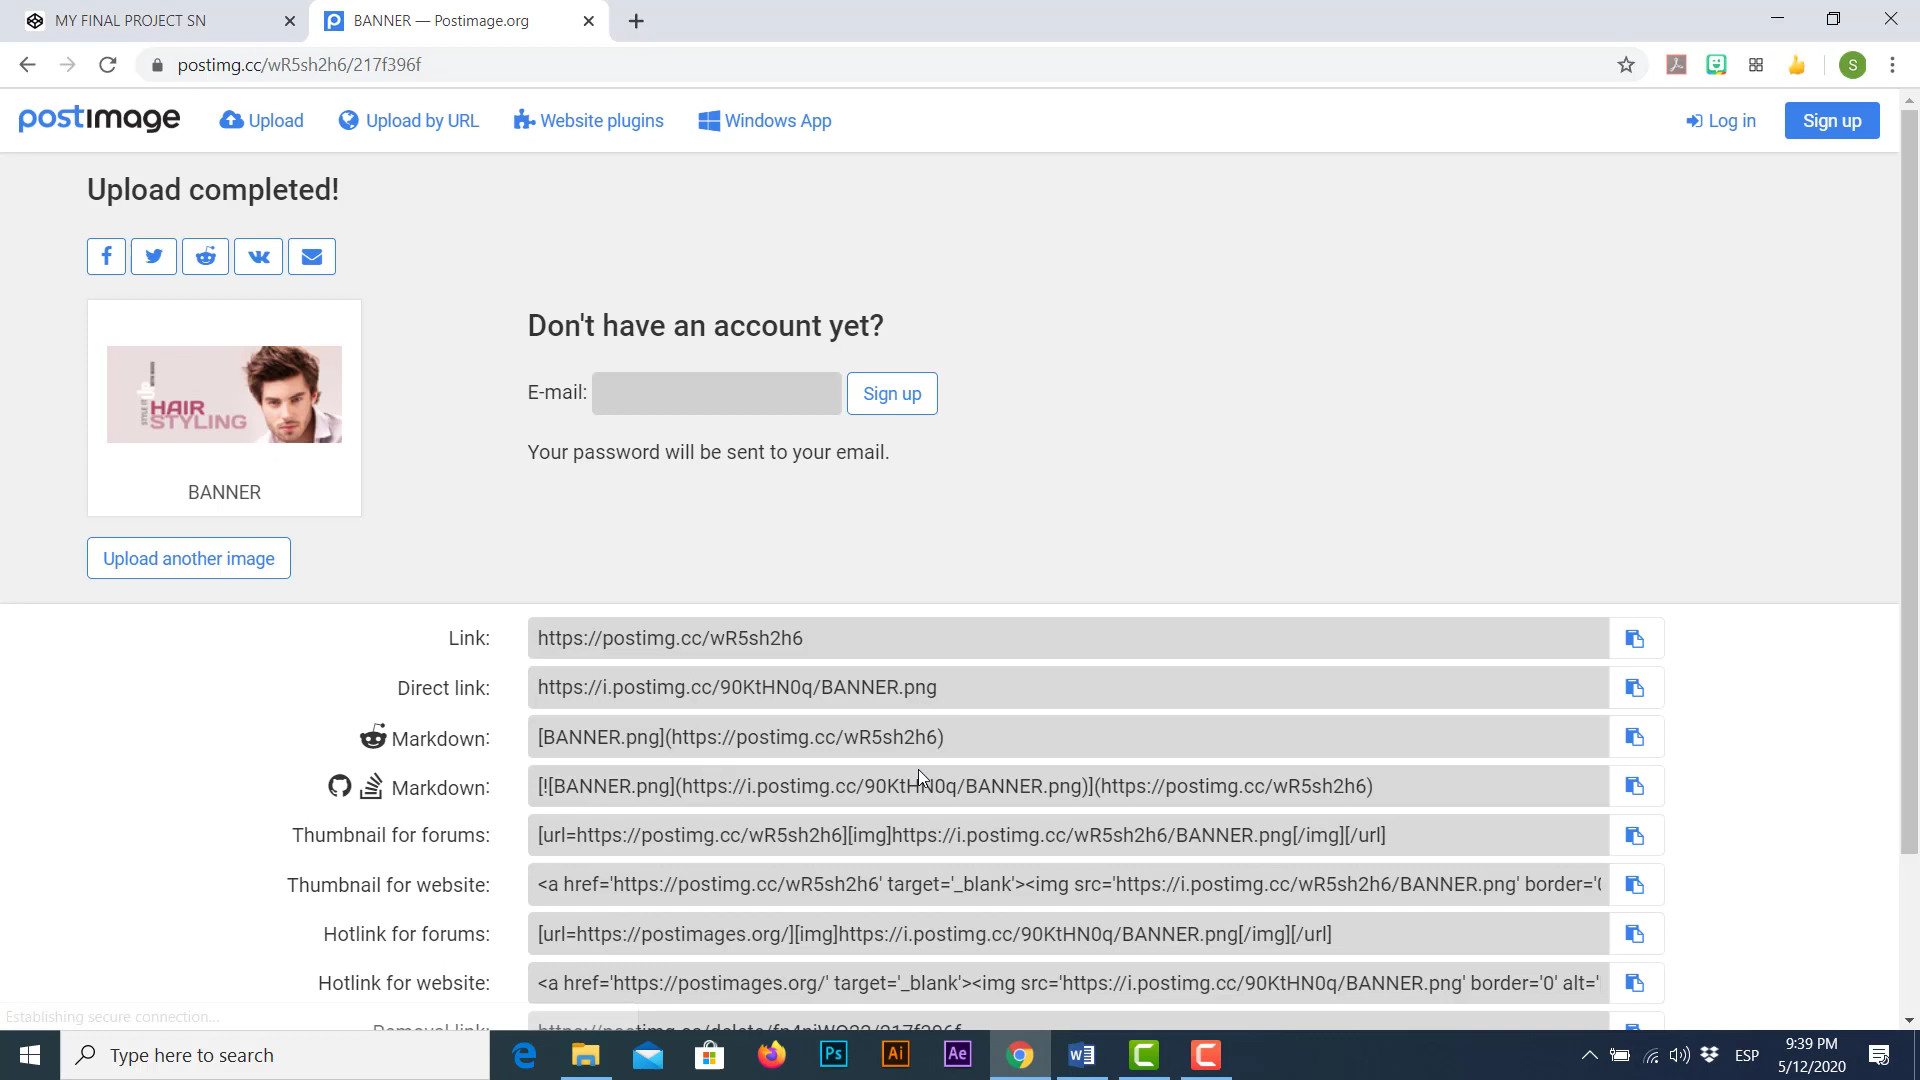 MY FINAL PROJECT SN
BANNER — Postimage.org
postimg.cc/wR5sh2h6/217f396f
S
postimage
Upload
Upload by URL
Website plugins
Windows App
Log in
Sign up
Upload completed!
HAIR
STYLING
BANNER
Upload another image
Don't have an account yet?
E-mail:
Sign up
Your password will be sent to your email.
Link: https://postimg.cc/wR5sh2h6
Direct link: https://i.postimg.cc/90KtHN0q/BANNER.png
Markdown: [BANNER.png](https://postimg.cc/wR5sh2h6)
Markdown: [![BANNER.png](https://i.postimg.cc/90KtHN0q/BANNER.png)](https://postimg.cc/wR5sh2h6)
Thumbnail for forums: [url=https://postimg.cc/wR5sh2h6][img]https://i.postimg.cc/wR5sh2h6/BANNER.png[/img][/url]
Thumbnail for website: <a href='https://postimg.cc/wR5sh2h6' target='_blank'><img src='https://i.postimg.cc/wR5sh2h6/BANNER.png' border='0
Hotlink for forums: [url=https://postimages.org/][img]https://i.postimg.cc/90KtHN0q/BANNER.png[/img][/url]
Hotlink for website: <a href='https://postimages.org/' target='_blank'><img src='https://i.postimg.cc/90KtHN0q/BANNER.png' border='0' alt='
Removal link:
Establishing secure connection...
Type here to search
Ps
Ai
Ae
ESP
9:39 PM
5/12/2020